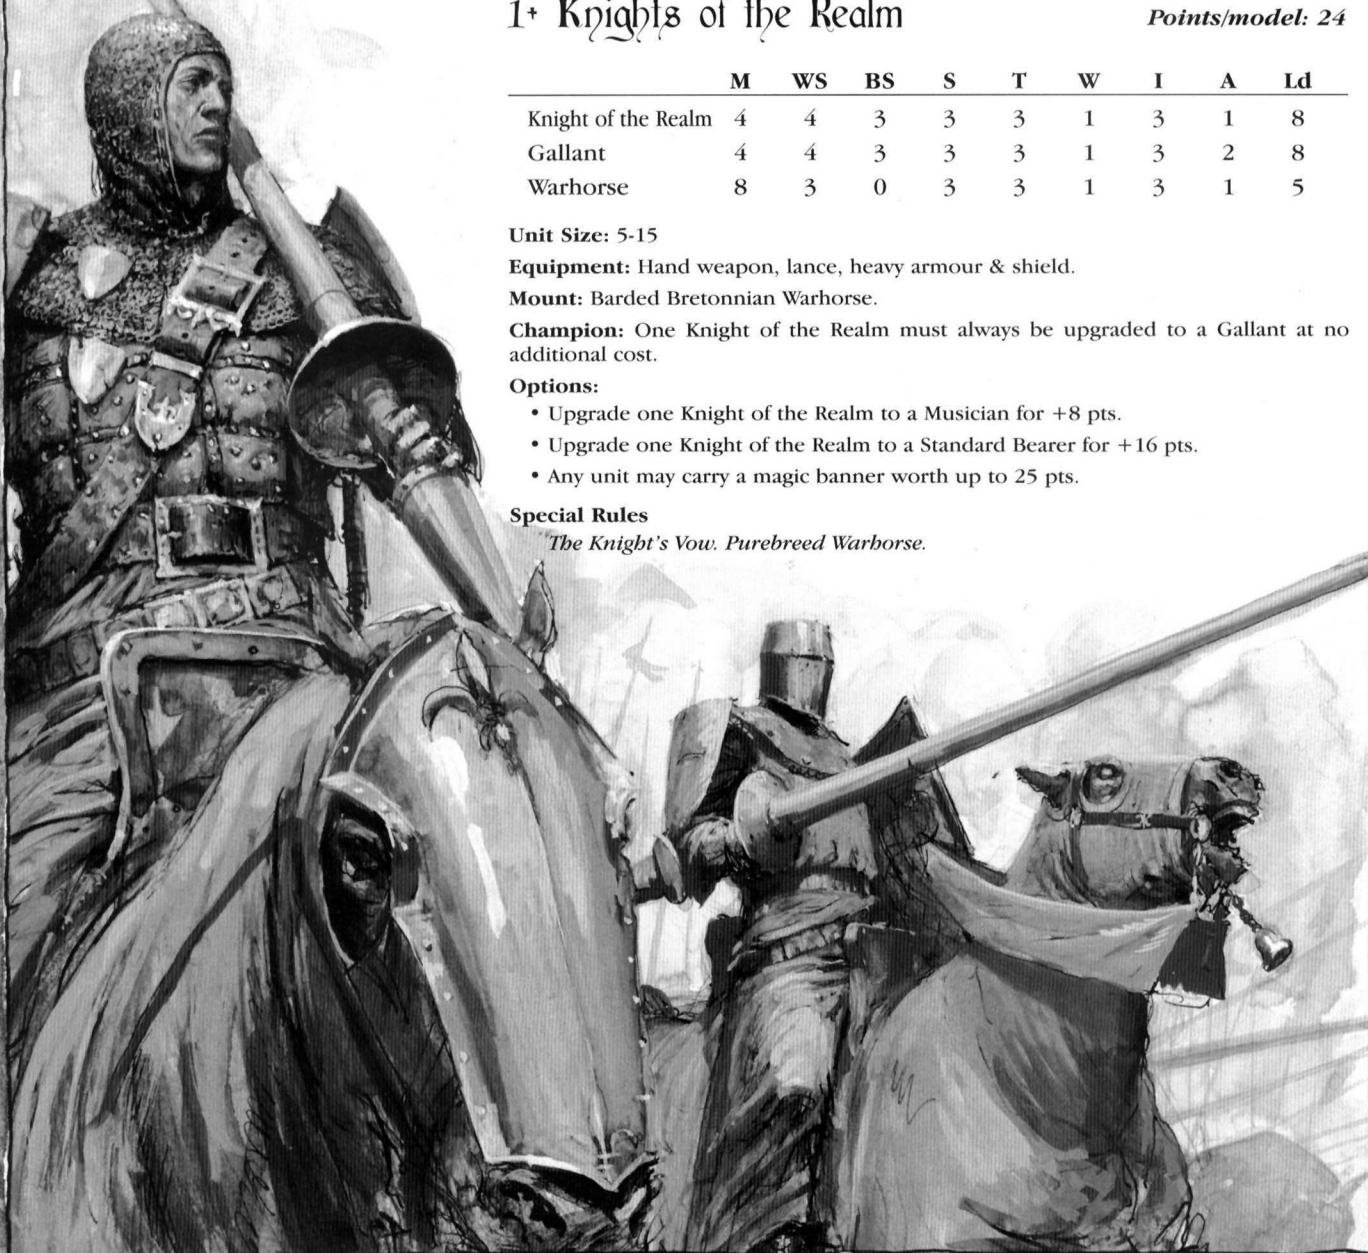 1+ Knights of the Realm
Points/model: 24
M WS BS S T W I A Ld
Knight of the Realm 4 4 3 3 3 1 3 1 8
Gallant 4 4 3 3 3 1 3 2 8
Warhorse 8 3 0 3 3 1 3 1 5
Unit Size: 5-15
Equipment: Hand weapon, lance, heavy armour & shield.
Mount: Barded Bretonnian Warhorse.
Champion: One Knight of the Realm must always be upgraded to a Gallant at no
additional cost.
Options:
• Upgrade one Knight of the Realm to a Musician for +8 pts.
• Upgrade one Knight of the Realm to a Standard Bearer for +16 pts.
• Any unit may carry a magic banner worth up to 25 pts.
Special Rules
The Knight's Vow. Purebreed Warhorse.